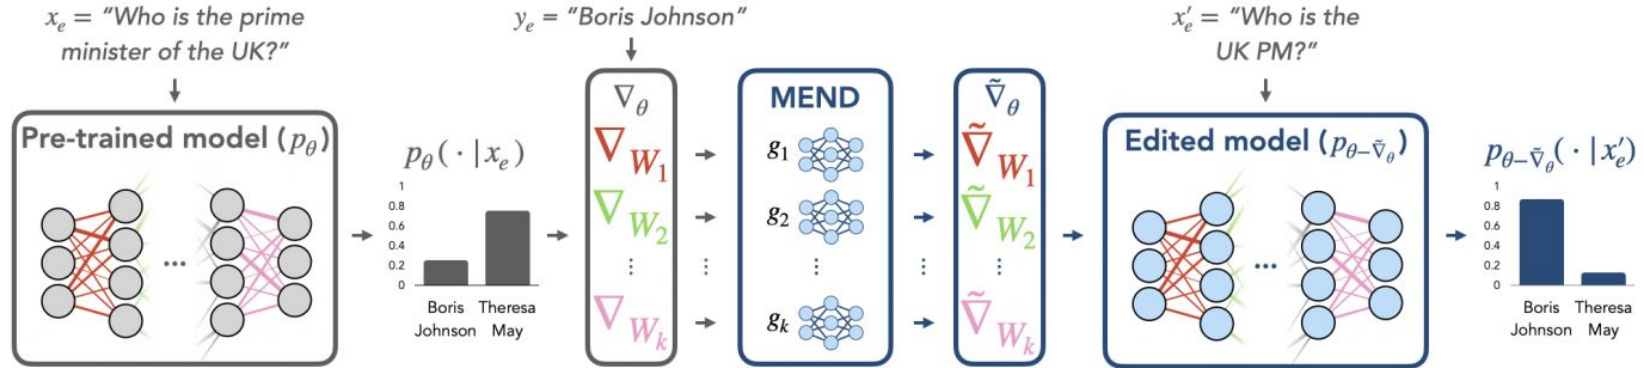 x_e = "Who is the prime
minister of the UK?"
Pre-trained model (p_θ)
...
p_θ( · | x_e)
1
0.8
0.6
0.4
0.2
0
Boris Johnson
Theresa May
y_e = "Boris Johnson"
∇_θ
∇_{W_1}
∇_{W_2}
⋮
∇_{W_k}
MEND
g_1
g_2
⋮
g_k
∇̃_θ
∇̃_{W_1}
∇̃_{W_2}
⋮
∇̃_{W_k}
x'_e = "Who is the
UK PM?"
Edited model (p_{θ−∇̃_θ})
...
p_{θ−∇̃_θ}( · | x'_e)
1
0.8
0.6
0.4
0.2
0
Boris Johnson
Theresa May